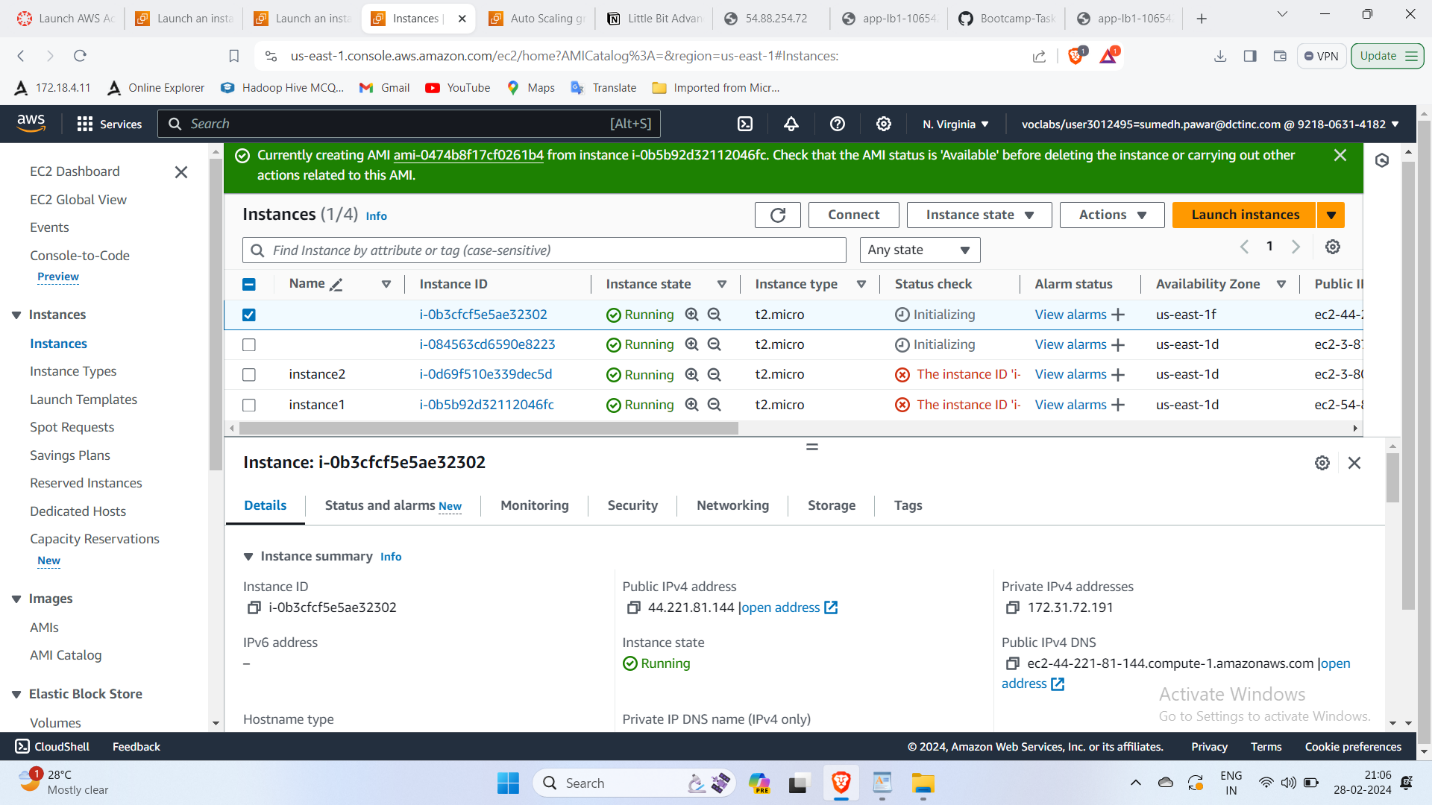 Launch AWS Ac
Launch an insta
Launch an insta
Instances |
Auto Scaling gr
Little Bit Advan
54.88.254.72
app-lb1-10654
Bootcamp-Task
app-lb1-10654
us-east-1.console.aws.amazon.com/ec2/home?AMICatalog%3A=&region=us-east-1#Instances:
1
1
VPN
Update
172.18.4.11
Online Explorer
Hadoop Hive MCQ...
Gmail
YouTube
Maps
Translate
Imported from Micr...
aws
Services
Search
[Alt+S]
N. Virginia
voclabs/user3012495=sumedh.pawar@dctinc.com @ 9218-0631-4182
EC2 Dashboard
EC2 Global View
Events
Console-to-Code
Preview
Instances
Instances
Instance Types
Launch Templates
Spot Requests
Savings Plans
Reserved Instances
Dedicated Hosts
Capacity Reservations
New
Images
AMIs
AMI Catalog
Elastic Block Store
Volumes
Currently creating AMI ami-0474b8f17cf0261b4 from instance i-0b5b92d32112046fc. Check that the AMI status is 'Available' before deleting the instance or carrying out other
actions related to this AMI.
Instances (1/4) Info
Connect
Instance state
Actions
Launch instances
Find Instance by attribute or tag (case-sensitive)
Any state
1
Name Instance ID Instance state Instance type Status check Alarm status Availability Zone Public I
i-0b3cfcf5e5ae32302 Running t2.micro Initializing View alarms us-east-1f ec2-44-2
i-084563cd6590e8223 Running t2.micro Initializing View alarms us-east-1d ec2-3-87
instance2 i-0d69f510e339dec5d Running t2.micro The instance ID 'i- View alarms us-east-1d ec2-3-80
instance1 i-0b5b92d32112046fc Running t2.micro The instance ID 'i- View alarms us-east-1d ec2-54-8
Instance: i-0b3cfcf5e5ae32302
Details
Status and alarms New
Monitoring
Security
Networking
Storage
Tags
Instance summary Info
Instance ID
i-0b3cfcf5e5ae32302
Public IPv4 address
44.221.81.144 |open address
Private IPv4 addresses
172.31.72.191
IPv6 address
–
Instance state
Running
Public IPv4 DNS
ec2-44-221-81-144.compute-1.amazonaws.com |open
address
Hostname type
Private IP DNS name (IPv4 only)
Activate Windows
Go to Settings to activate Windows.
CloudShell
Feedback
© 2024, Amazon Web Services, Inc. or its affiliates.
Privacy
Terms
Cookie preferences
1
28°C
Mostly clear
Search
PRE
ENG
IN
21:06
28-02-2024